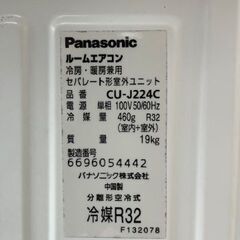 Panasonic
ルームエアコン
冷房・暖房兼用
セパレート形室外ユニット
品番 CU-J224C
電源 単相 100V 50/60Hz
冷媒量 460g R32
(室内+室外)
質量 19kg
製造番号
6696054442
パナソニック株式会社
中国製
分離形空冷式
冷媒R32
F132078